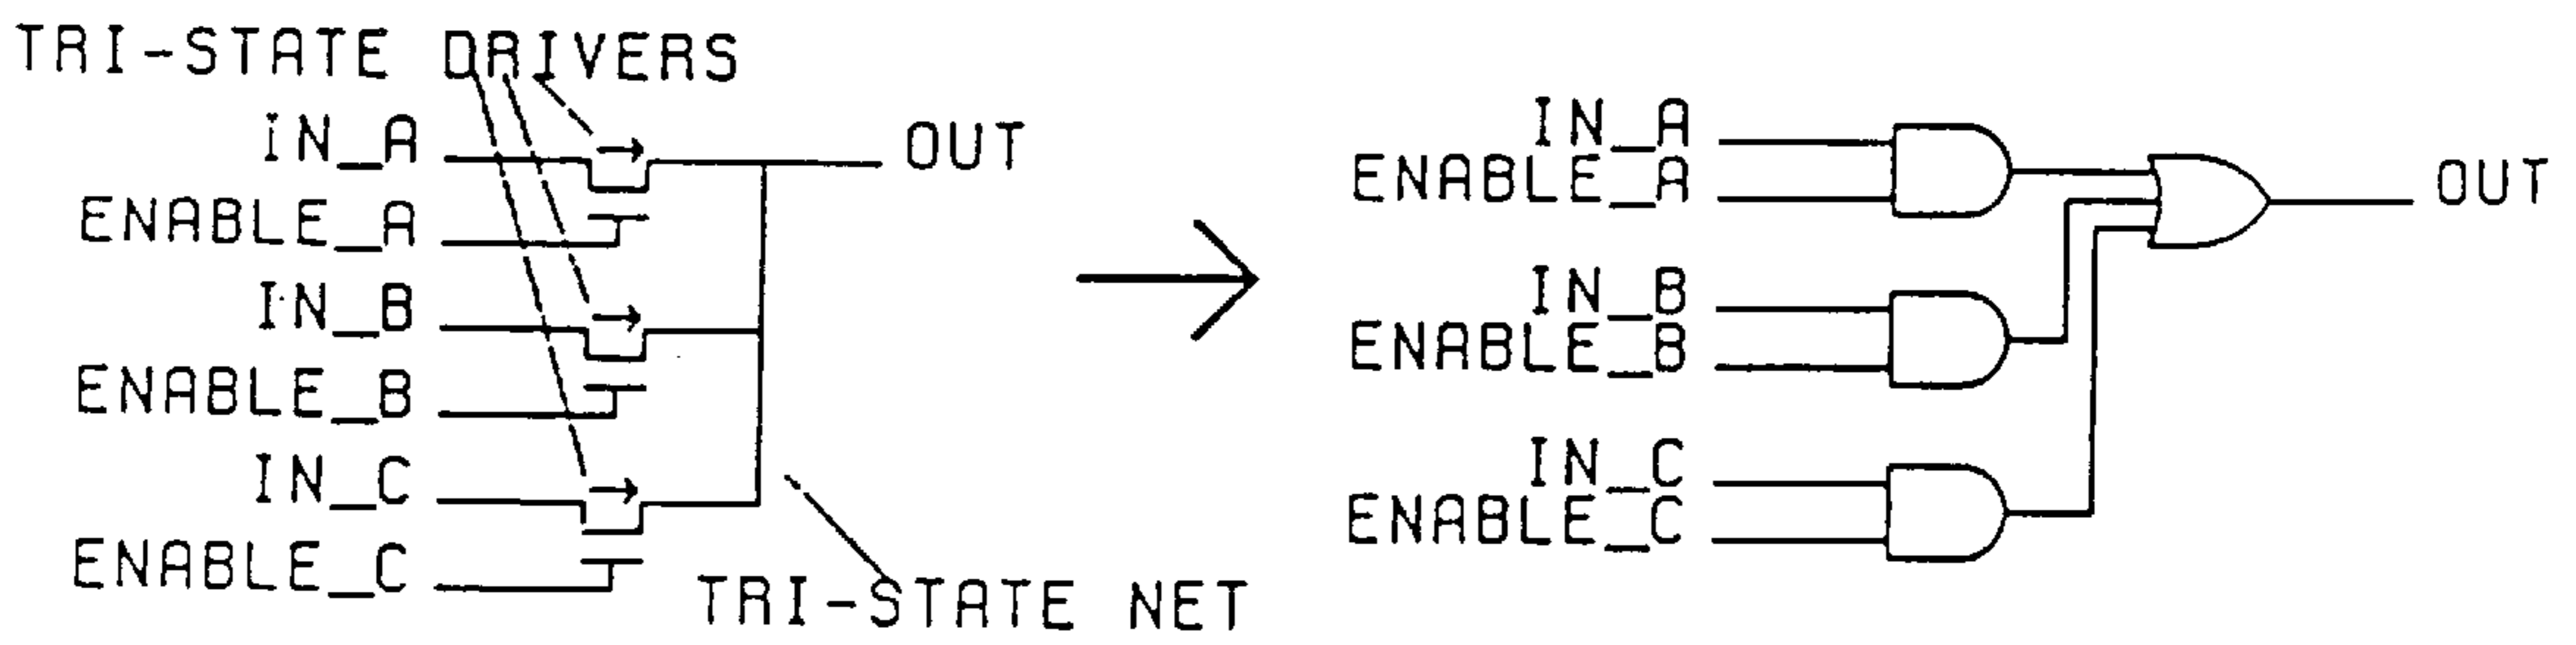 TRI-STATE DRIVERS
IN_A
OUT
ENABLE_A
IN_B
ENABLE_B
IN_C
ENABLE_C
TRI-STATE NET
IN_A
ENABLE_A
OUT
IN_B
ENABLE_B
IN_C
ENABLE_C